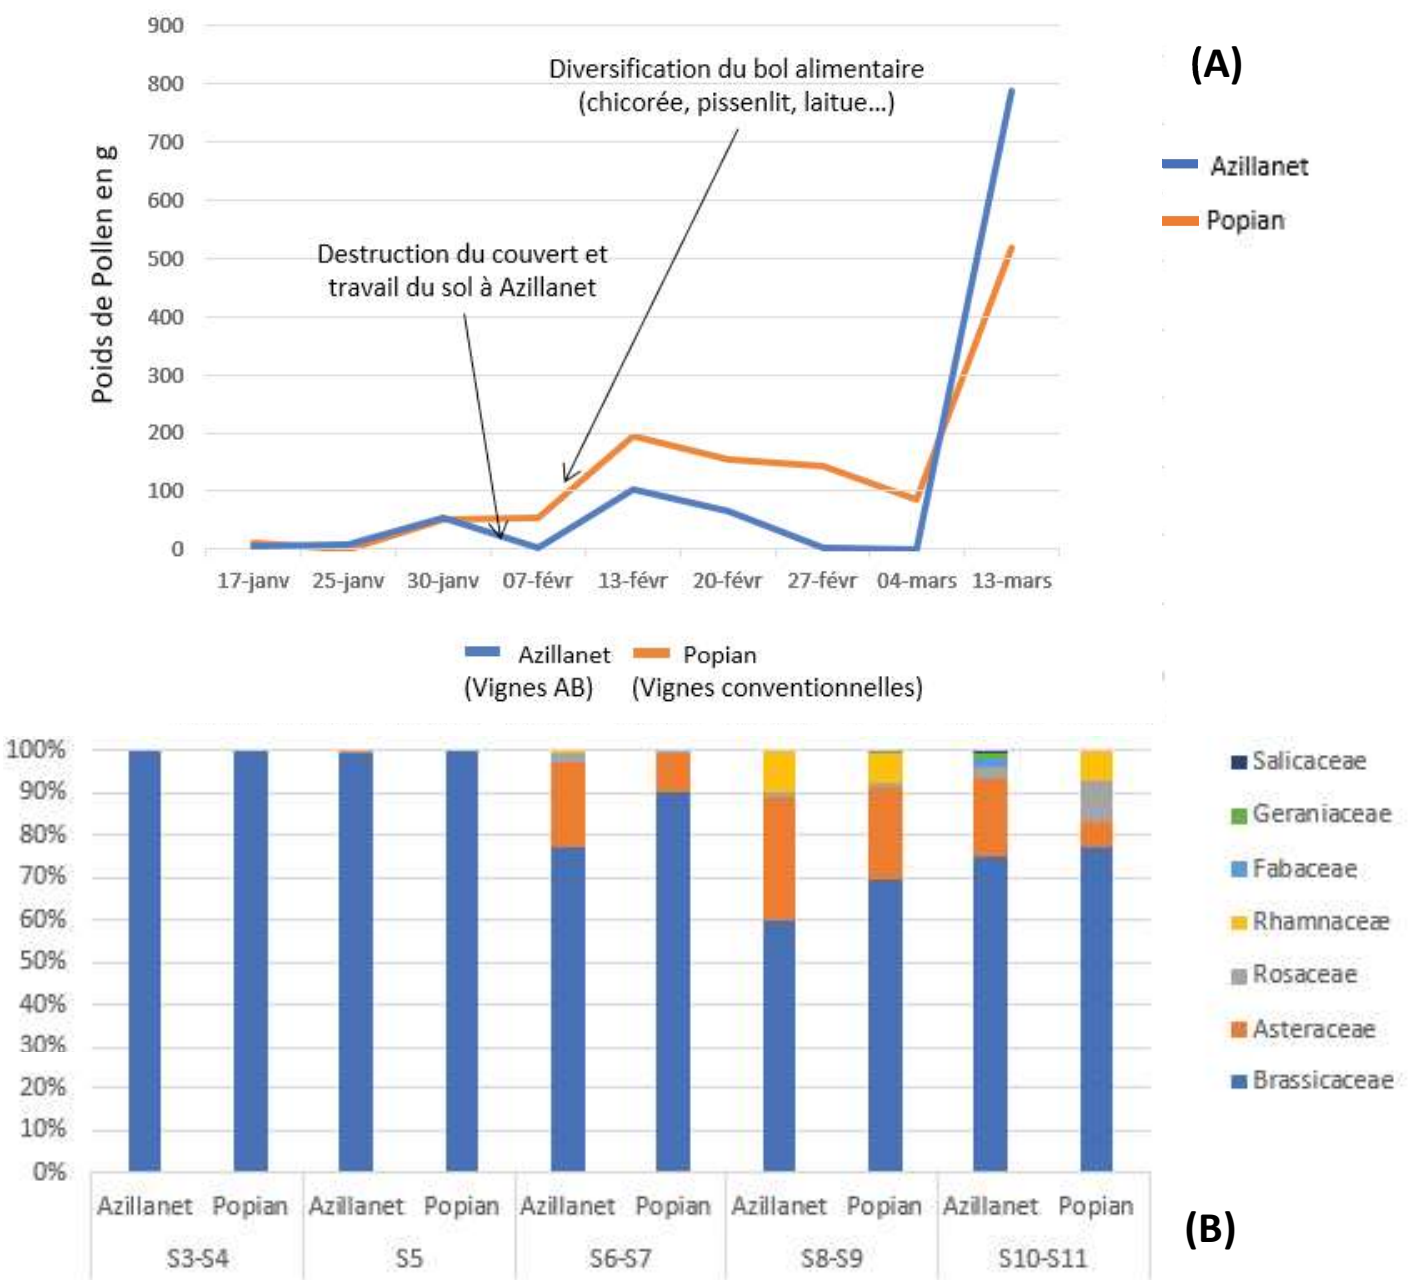 900
(A)
Diversification du bol alimentaire
(chicorée, pissenlit, laitue...)
800
700
Azillanet
600
Popian
Poids de Pollen en g
500
Destruction du couvert et
travail du sol à Azillanet
400
300
200
100
0
17-janv 25-janv 30-janv 07-févr 13-févr 20-févr 27-févr 04-mars 13-mars
Azillanet Popian
(Vignes AB) (Vignes conventionnelles)
100%
90%
80%
70%
60%
50%
40%
30%
20%
10%
0%
Salicaceae
Geraniaceae
Fabaceae
Rhamnaceæ
Rosaceae
Asteraceae
Brassicaceae
Azillanet Popian Azillanet Popian Azillanet Popian Azillanet Popian Azillanet Popian
S3-S4 S5 S6-S7 S8-S9 S10-S11
(B)